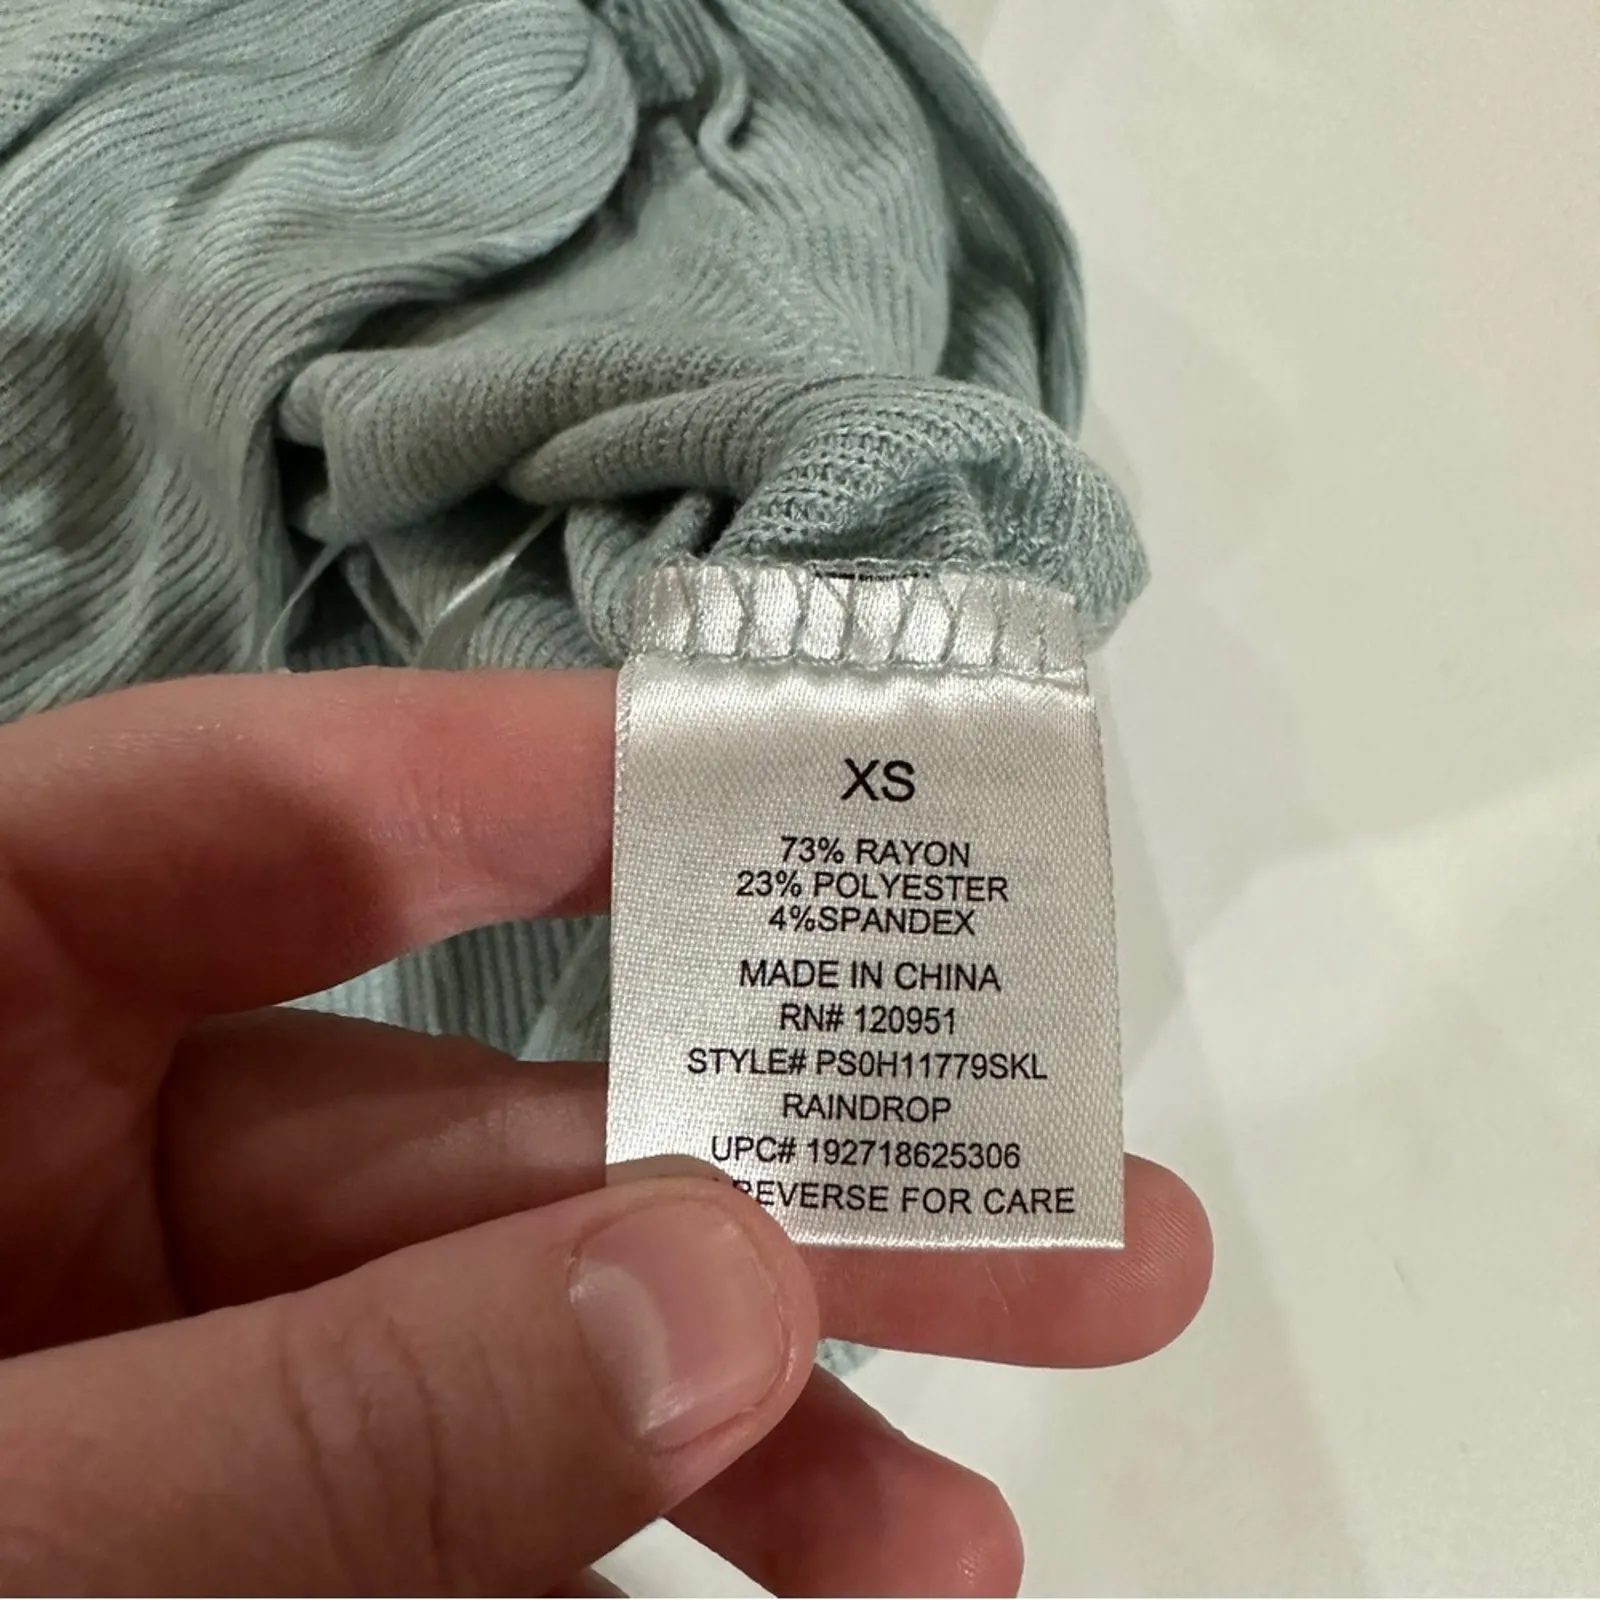 XS
73% RAYON
23% POLYESTER
4%SPANDEX
MADE IN CHINA
RN# 120951
STYLE# PS0H11779SKL
RAINDROP
UPC# 192718625306
REVERSE FOR CARE